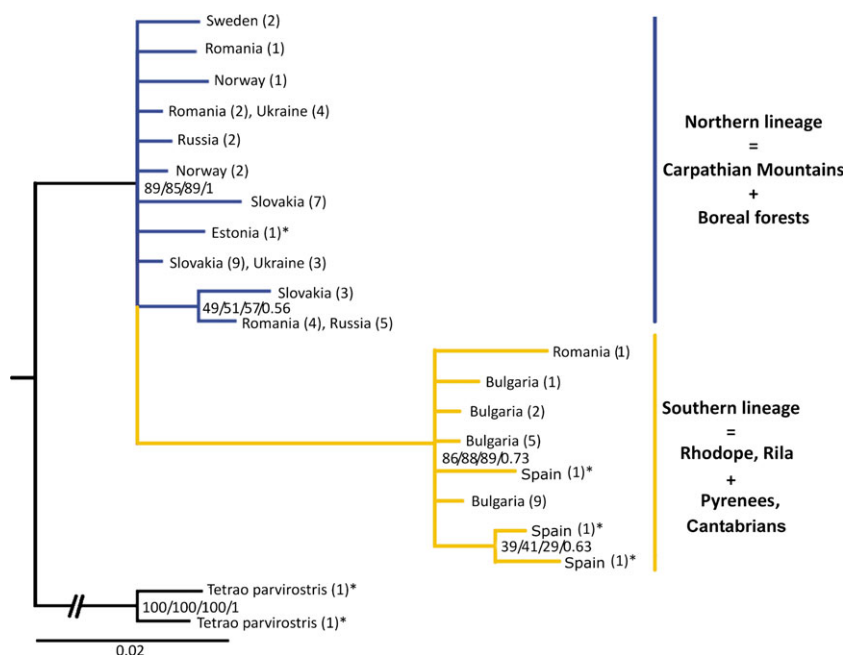 Sweden (2)
Romania (1)
Norway (1)
Romania (2), Ukraine (4)
Russia (2)
Norway (2)
89/85/89/1
Slovakia (7)
Estonia (1)*
Slovakia (9), Ukraine (3)
Slovakia (3)
49/51/57/0.56
Romania (4), Russia (5)
Romania (1)
Bulgaria (1)
Bulgaria (2)
Bulgaria (5)
86/88/89/0.73
Spain (1)*
Bulgaria (9)
Spain (1)*
39/41/29/0.63
Spain (1)*
Tetrao parvirostris (1)*
100/100/100/1
Tetrao parvirostris (1)*
0.02
Northern lineage
=
Carpathian Mountains
+
Boreal forests
Southern lineage
=
Rhodope, Rila
+
Pyrenees,
Cantabrians